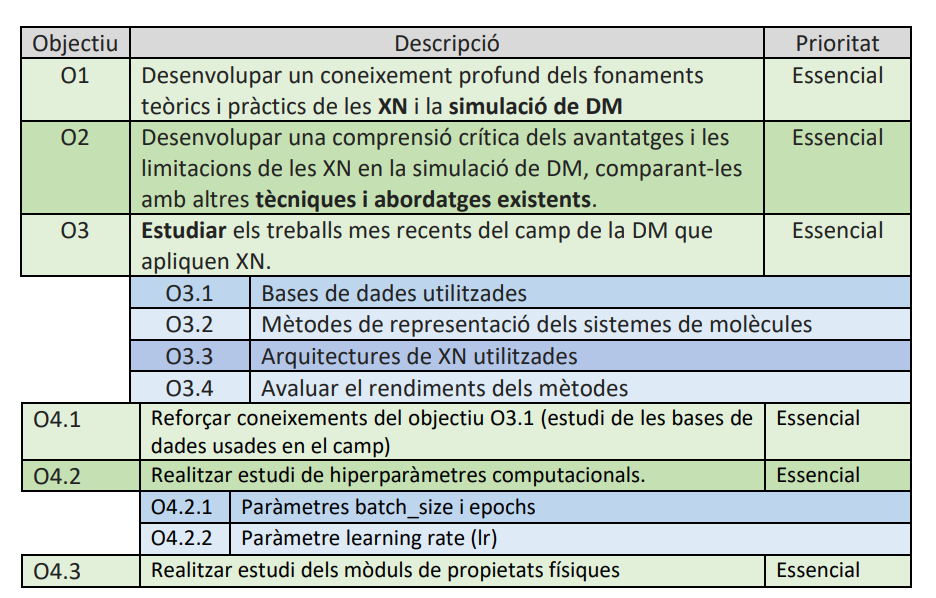 Objectiu Descripció Prioritat
O1 Desenvolupar un coneixement profund dels fonaments Essencial
teòrics i pràctics de les XN i la simulació de DM
O2 Desenvolupar una comprensió crítica dels avantatges i les Essencial
limitacions de les XN en la simulació de DM, comparant-les
amb altres tècniques i abordatges existents.
O3 Estudiar els treballs mes recents del camp de la DM que Essencial
apliquen XN.
O3.1 Bases de dades utilitzades
O3.2 Mètodes de representació dels sistemes de molècules
O3.3 Arquitectures de XN utilitzades
O3.4 Avaluar el rendiments dels mètodes
O4.1 Reforçar coneixements del objectiu O3.1 (estudi de les bases de Essencial
dades usades en el camp)
O4.2 Realitzar estudi de hiperparàmetres computacionals. Essencial
O4.2.1 Paràmetres batch_size i epochs
O4.2.2 Paràmetre learning rate (lr)
O4.3 Realitzar estudi dels mòduls de propietats físiques Essencial